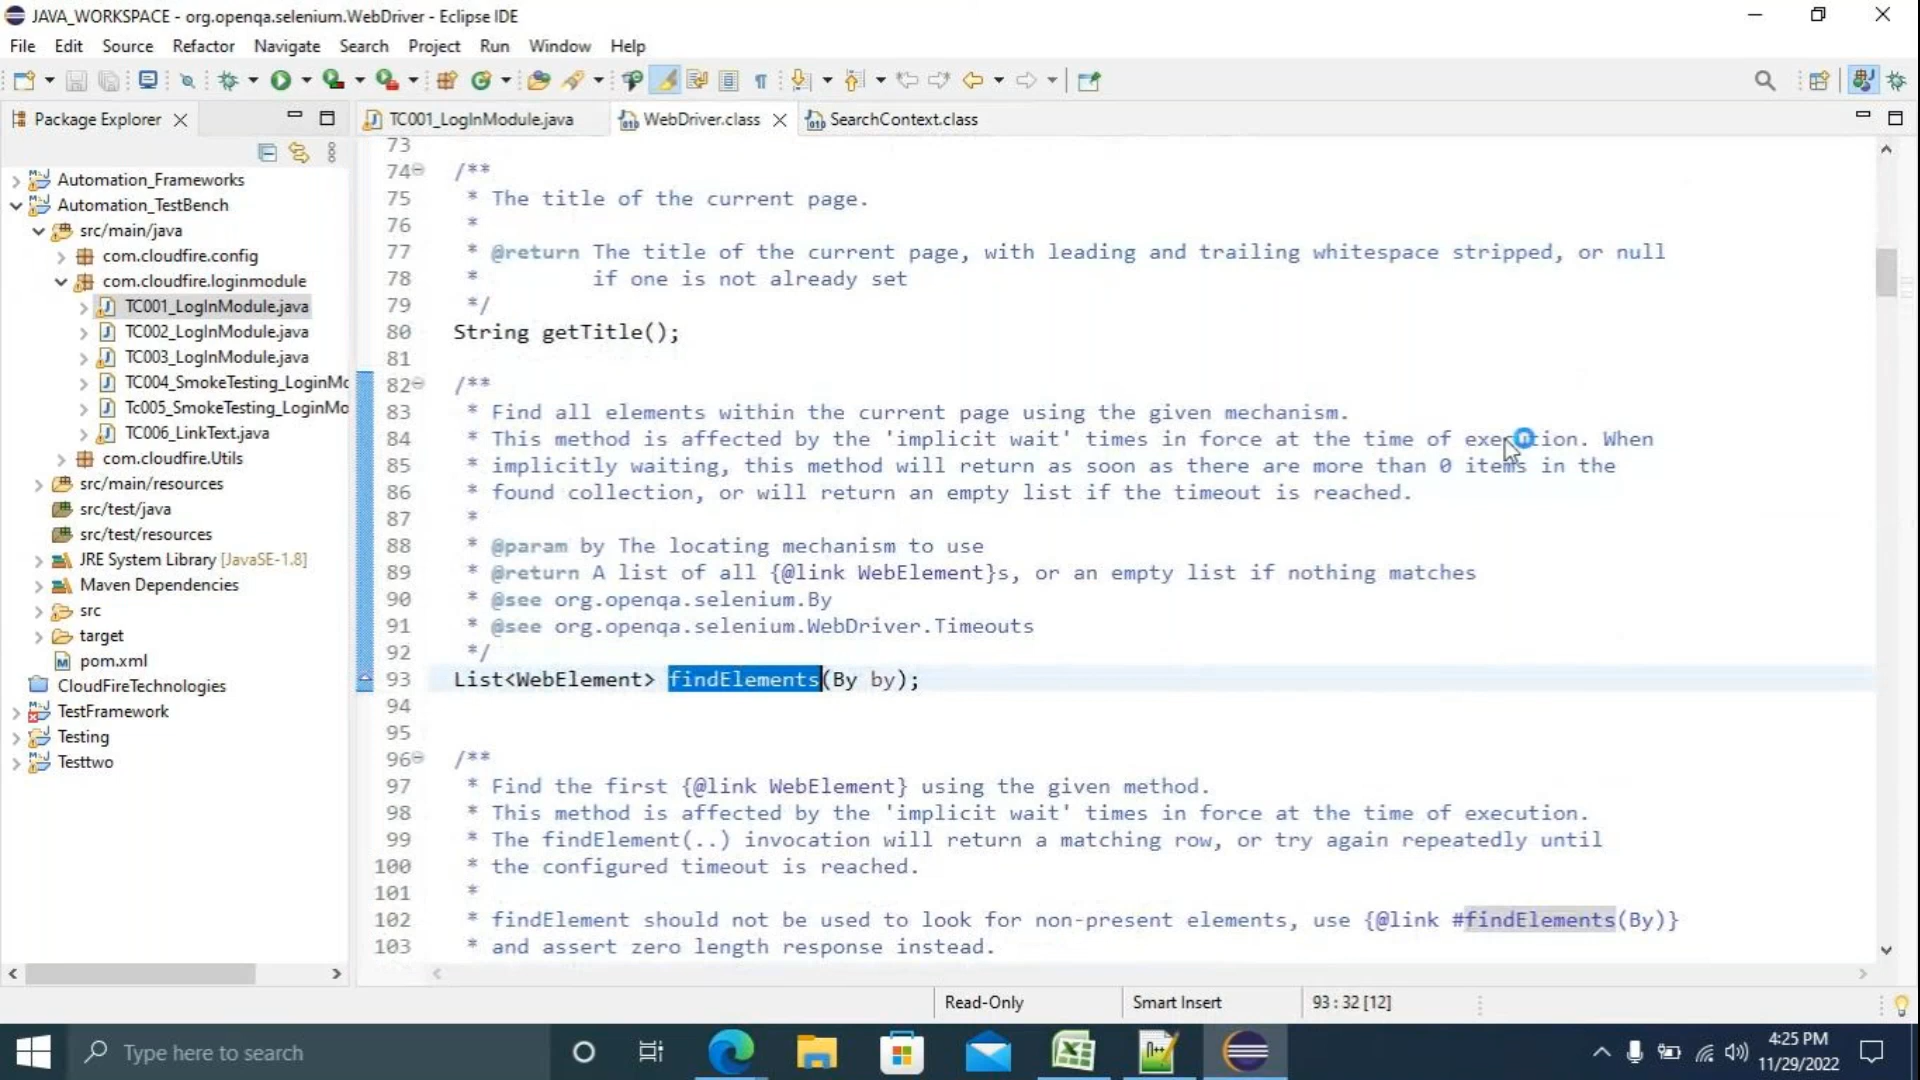 JAVA_WORKSPACE - org.openqa.selenium.WebDriver - Eclipse IDE
File Edit Source Refactor Navigate Search Project Run Window Help
Package Explorer
TC001_LogInModule.java WebDriver.class SearchContext.class
Automation_Frameworks
Automation_TestBench
src/main/java
com.cloudfire.config
com.cloudfire.loginmodule
TC001_LogInModule.java
TC002_LogInModule.java
TC003_LogInModule.java
TC004_SmokeTesting_LoginMo
Tc005_SmokeTesting_LoginMo
TC006_LinkText.java
com.cloudfire.Utils
src/main/resources
src/test/java
src/test/resources
JRE System Library [JavaSE-1.8]
Maven Dependencies
src
target
pom.xml
CloudFireTechnologies
TestFramework
Testing
Testtwo
73
74 /**
75 * The title of the current page.
76 *
77 * @return The title of the current page, with leading and trailing whitespace stripped, or null
78 * if one is not already set
79 */
80 String getTitle();
81
82 /**
83 * Find all elements within the current page using the given mechanism.
84 * This method is affected by the 'implicit wait' times in force at the time of execution. When
85 * implicitly waiting, this method will return as soon as there are more than 0 items in the
86 * found collection, or will return an empty list if the timeout is reached.
87 *
88 * @param by The locating mechanism to use
89 * @return A list of all {@link WebElement}s, or an empty list if nothing matches
90 * @see org.openqa.selenium.By
91 * @see org.openqa.selenium.WebDriver.Timeouts
92 */
93 List<WebElement> findElements(By by);
94
95
96 /**
97 * Find the first {@link WebElement} using the given method.
98 * This method is affected by the 'implicit wait' times in force at the time of execution.
99 * The findElement(..) invocation will return a matching row, or try again repeatedly until
100 * the configured timeout is reached.
101 *
102 * findElement should not be used to look for non-present elements, use {@link #findElements(By)}
103 * and assert zero length response instead.
Read-Only Smart Insert 93 : 32 [12]
Type here to search
4:25 PM
11/29/2022